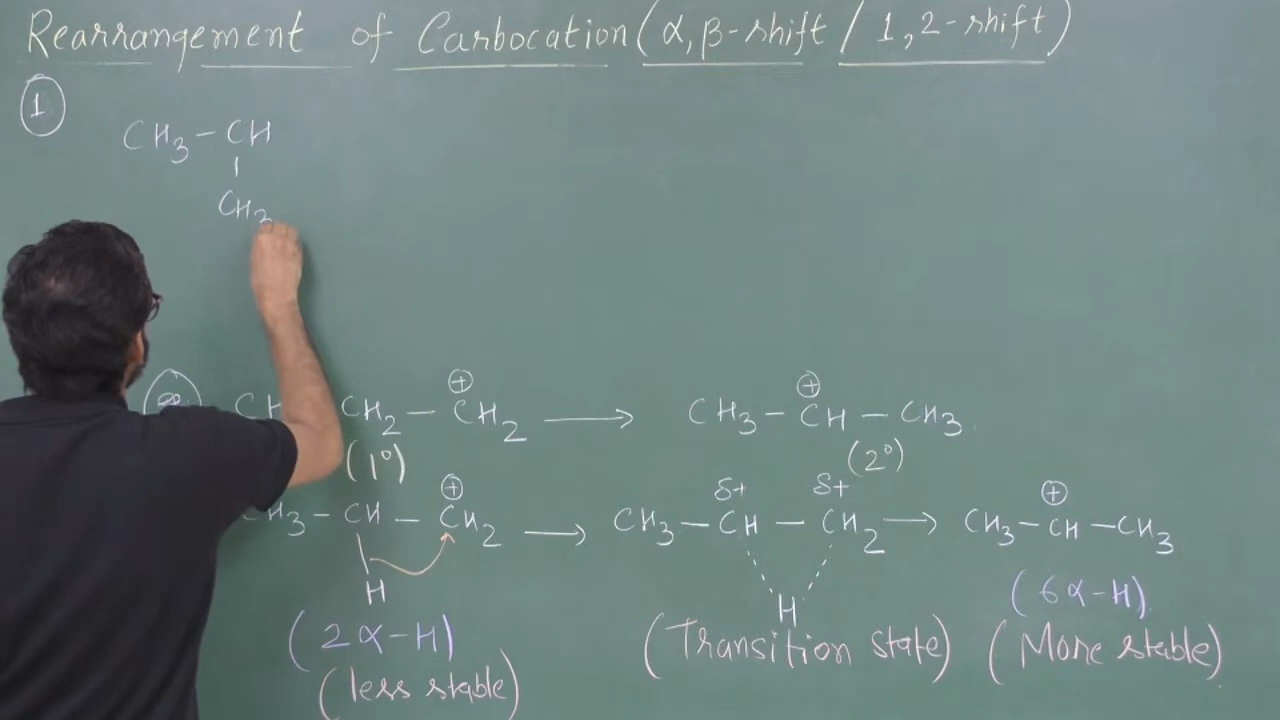 Rearrangement of Carbocation (α,β-shift / 1,2-shift)
1
CH3 – CH
|
CH3
CH2 – CH2 ⟶ CH3 – CH – CH3
⊕ ⊕
(1°) (2°)
⊕ δ+ δ+ ⊕
CH3 – CH – CH2 ⟶ CH3 – CH – CH2 ⟶ CH3 – CH – CH3
H H
(2α-H) (6α-H)
(less stable) (Transition state) (More stable)